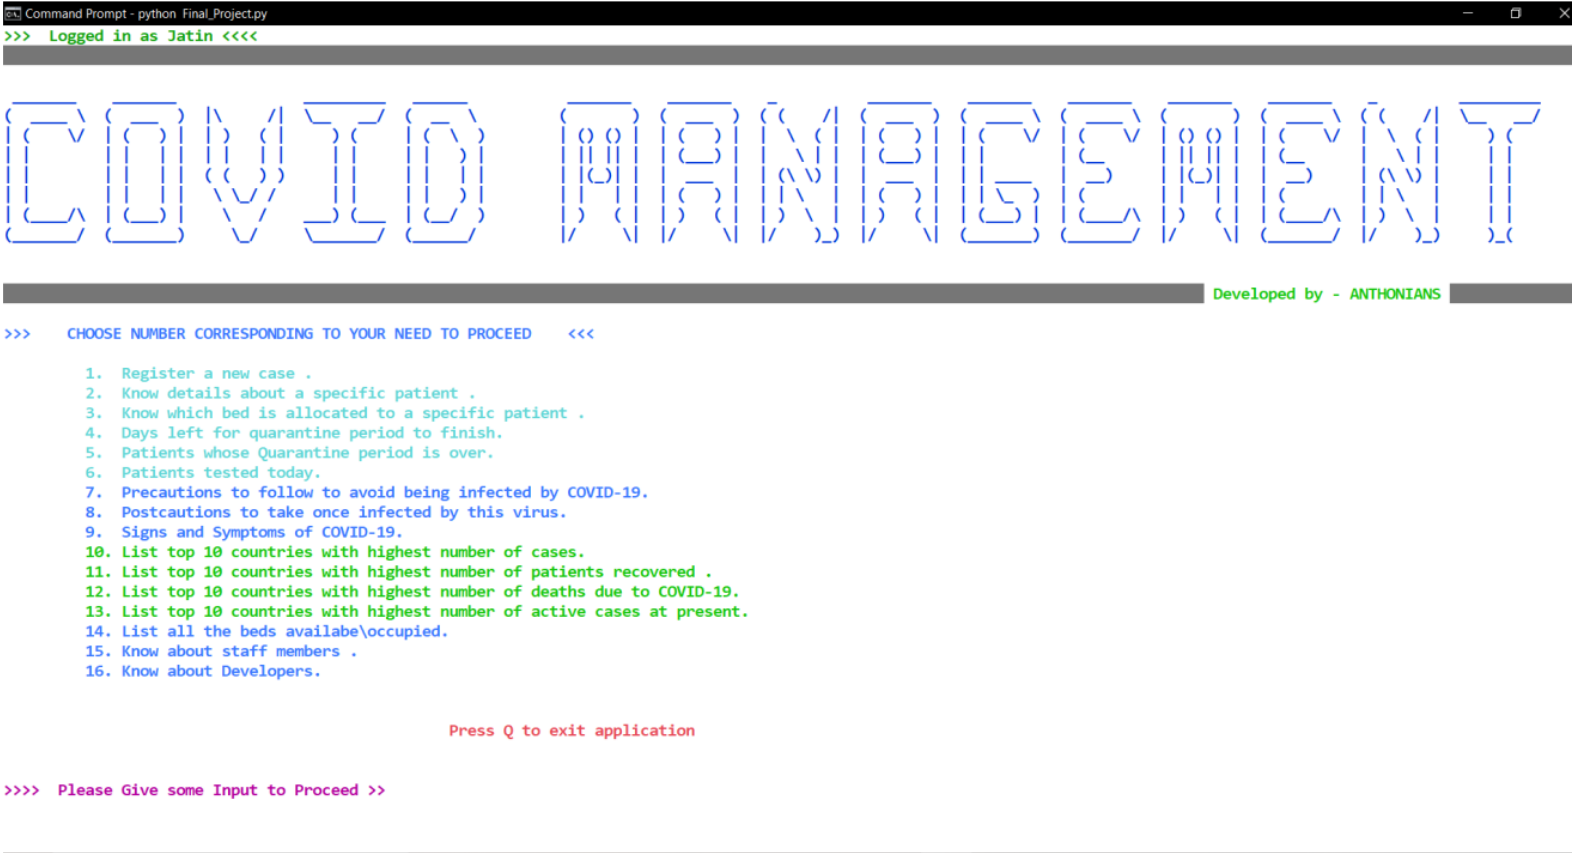 Command Prompt - python  Final_Project.py
>>>  Logged in as Jatin <<<<
COVID MANAGEMENT
Developed by - ANTHONIANS
>>>    CHOOSE NUMBER CORRESPONDING TO YOUR NEED TO PROCEED    <<<
1.  Register a new case .
2.  Know details about a specific patient .
3.  Know which bed is allocated to a specific patient .
4.  Days left for quarantine period to finish.
5.  Patients whose Quarantine period is over.
6.  Patients tested today.
7.  Precautions to follow to avoid being infected by COVID-19.
8.  Postcautions to take once infected by this virus.
9.  Signs and Symptoms of COVID-19.
10. List top 10 countries with highest number of cases.
11. List top 10 countries with highest number of patients recovered .
12. List top 10 countries with highest number of deaths due to COVID-19.
13. List top 10 countries with highest number of active cases at present.
14. List all the beds availabe\occupied.
15. Know about staff members .
16. Know about Developers.
Press Q to exit application
>>>>  Please Give some Input to Proceed >>